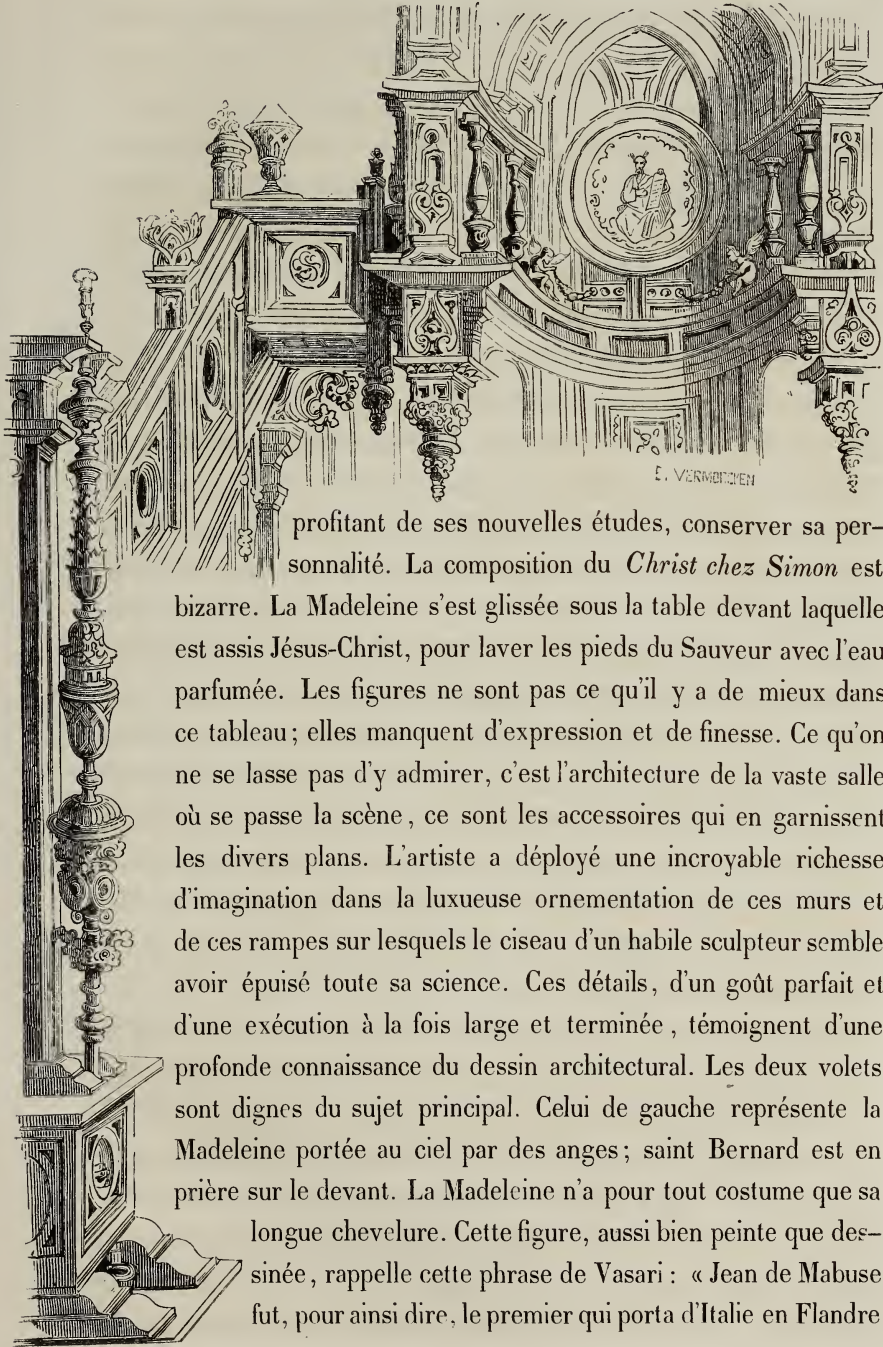 E. VERMORCKEN
profitant de ses nouvelles études, conserver sa per-
sonnalité. La composition du Christ chez Simon est
bizarre. La Madeleine s'est glissée sous la table devant laquelle
est assis Jésus-Christ, pour laver les pieds du Sauveur avec l'eau
parfumée. Les figures ne sont pas ce qu'il y a de mieux dans
ce tableau; elles manquent d'expression et de finesse. Ce qu'on
ne se lasse pas d'y admirer, c'est l'architecture de la vaste salle
où se passe la scène, ce sont les accessoires qui en garnissent
les divers plans. L'artiste a déployé une incroyable richesse
d'imagination dans la luxueuse ornementation de ces murs et
de ces rampes sur lesquels le ciseau d'un habile sculpteur semble
avoir épuisé toute sa science. Ces détails, d'un goût parfait et
d'une exécution à la fois large et terminée, témoignent d'une
profonde connaissance du dessin architectural. Les deux volets
sont dignes du sujet principal. Celui de gauche représente la
Madeleine portée au ciel par des anges; saint Bernard est en
prière sur le devant. La Madeleine n'a pour tout costume que sa
longue chevelure. Cette figure, aussi bien peinte que des-
sinée, rappelle cette phrase de Vasari : « Jean de Mabuse
fut, pour ainsi dire, le premier qui porta d'Italie en Flandre